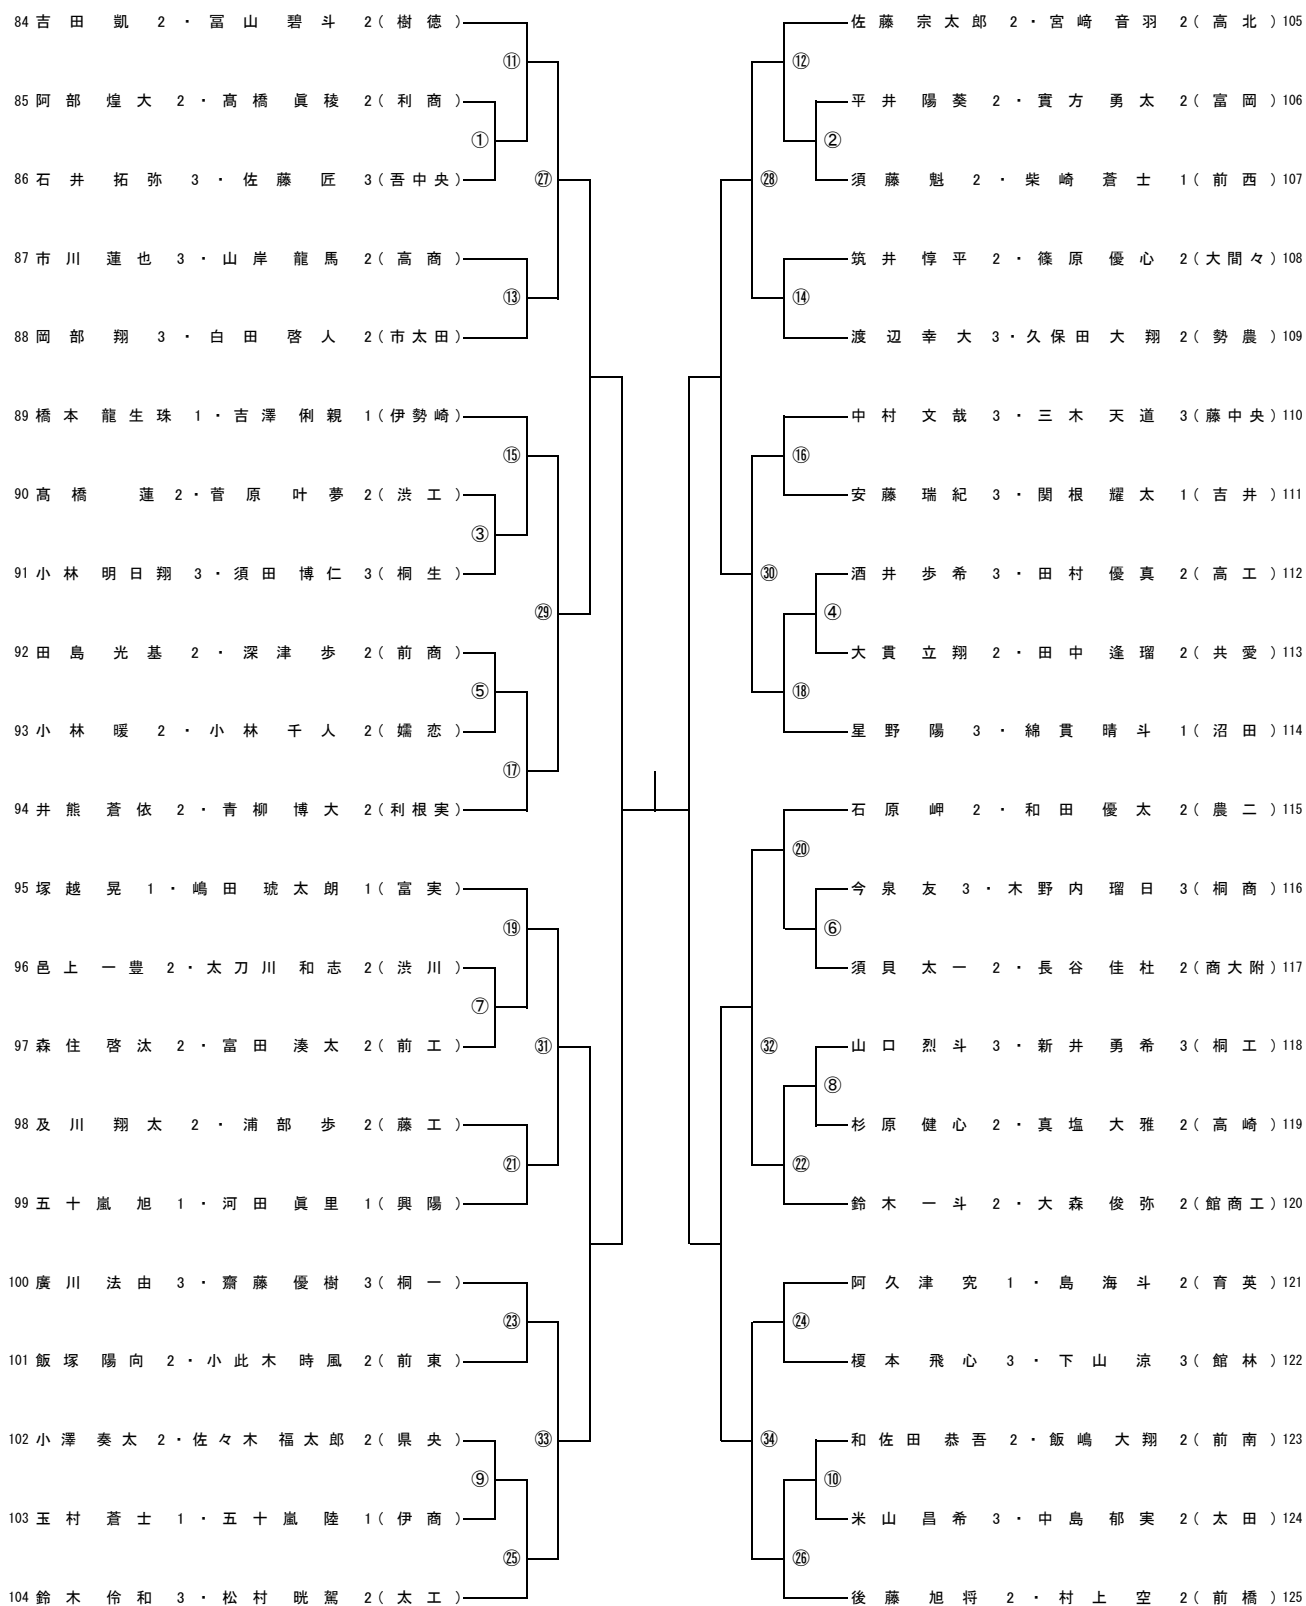 84 吉田 凱 2 ・ 冨山 碧斗 2(樹徳)
⑪
85 阿部 煌大 2 ・ 髙橋 眞稜 2(利商)
①
86 石井 拓弥 3 ・ 佐藤 匠 3(吾中央)
㉗
87 市川 蓮也 3 ・ 山岸 龍馬 2(高商)
⑬
88 岡部 翔 3 ・ 白田 啓人 2(市太田)
89 橋本 龍生珠 1 ・ 吉澤 俐親 1(伊勢崎)
⑮
90 髙橋 蓮 2 ・ 菅原 叶夢 2(渋工)
③
91 小林 明日翔 3 ・ 須田 博仁 3(桐生)
㉙
92 田島 光基 2 ・ 深津 歩 2(前商)
⑤
93 小林 暖 2 ・ 小林 千人 2(嬬恋)
⑰
94 井熊 蒼依 2 ・ 青柳 博大 2(利根実)
95 塚越 晃 1 ・ 嶋田 琥太朗 1(富実)
⑲
96 邑上 一豊 2 ・ 太刀川 和志 2(渋川)
⑦
97 森住 啓汰 2 ・ 富田 湊太 2(前工)
㉛
98 及川 翔太 2 ・ 浦部 歩 2(藤工)
㉑
99 五十嵐 旭 1 ・ 河田 眞里 1(興陽)
100 廣川 法由 3 ・ 齋藤 優樹 3(桐一)
㉓
101 飯塚 陽向 2 ・ 小此木 時風 2(前東)
102 小澤 奏太 2 ・ 佐々木 福太郎 2(県央)
㉝
⑨
103 玉村 蒼士 1 ・ 五十嵐 陸 1(伊商)
㉕
104 鈴木 伶和 3 ・ 松村 晄駕 2(太工)
佐藤 宗太郎 2 ・ 宮﨑 音羽 2(高北) 105
⑫
平井 陽葵 2 ・ 實方 勇太 2(富岡) 106
②
須藤 魁 2 ・ 柴崎 蒼士 1(前西) 107
㉘
筑井 惇平 2 ・ 篠原 優心 2(大間々) 108
⑭
渡辺 幸大 3 ・ 久保田 大翔 2(勢農) 109
中村 文哉 3 ・ 三木 天道 3(藤中央) 110
⑯
安藤 瑞紀 3 ・ 関根 耀太 1(吉井) 111
㉚
酒井 歩希 3 ・ 田村 優真 2(高工) 112
④
大貫 立翔 2 ・ 田中 逢瑠 2(共愛) 113
⑱
星野 陽 3 ・ 綿貫 晴斗 1(沼田) 114
石原 岬 2 ・ 和田 優太 2(農二) 115
⑳
今泉 友 3 ・ 木野内 瑠日 3(桐商) 116
⑥
須貝 太一 2 ・ 長谷 佳杜 2(商大附) 117
㉜
山口 烈斗 3 ・ 新井 勇希 3(桐工) 118
⑧
杉原 健心 2 ・ 真塩 大雅 2(高崎) 119
㉒
鈴木 一斗 2 ・ 大森 俊弥 2(館商工) 120
阿久津 究 1 ・ 島 海斗 2(育英) 121
㉔
榎本 飛心 3 ・ 下山 涼 3(館林) 122
㉞
和佐田 恭吾 2 ・ 飯嶋 大翔 2(前南) 123
⑩
米山 昌希 3 ・ 中島 郁実 2(太田) 124
㉖
後藤 旭将 2 ・ 村上 空 2(前橋) 125